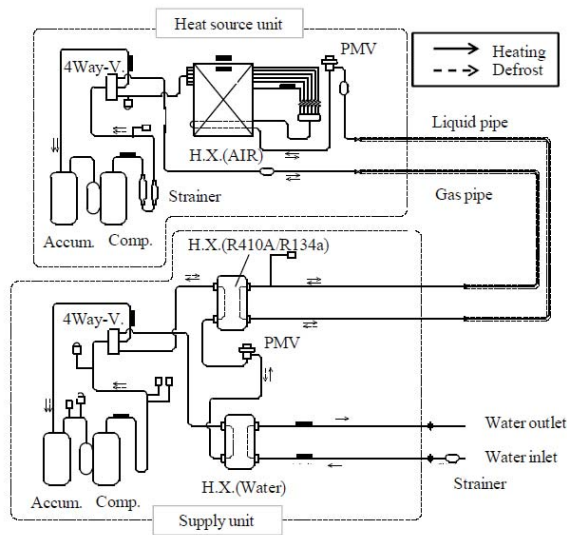 Heat source unit
PMV
4Way-V.
Heating
Defrost
Liquid pipe
H.X.(AIR)
Strainer
Gas pipe
Accum.
Comp.
H.X.(R410A/R134a)
4Way-V.
PMV
Water outlet
Water inlet
Accum.
Comp.
H.X.(Water)
Strainer
Supply unit